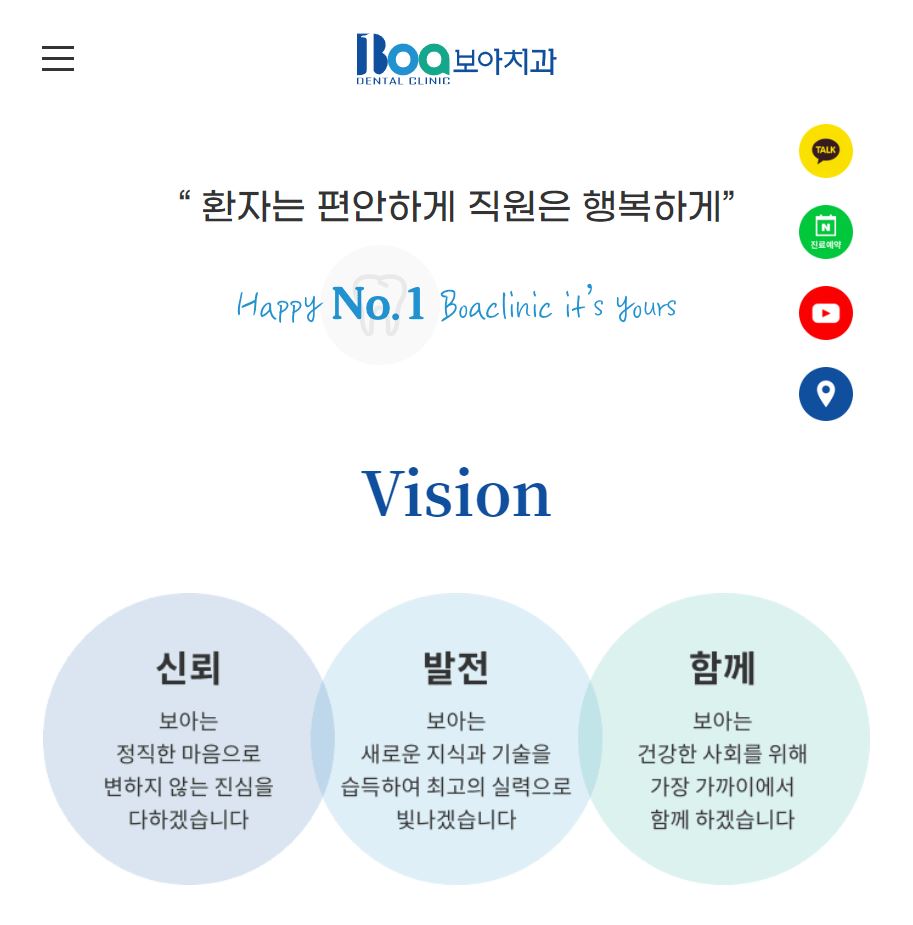 Boa 보아치과
DENTAL CLINIC
TALK
N
진료예약
“ 환자는 편안하게 직원은 행복하게”
Happy No.1 Boaclinic it’s yours
Vision
신뢰
보아는
정직한 마음으로
변하지 않는 진심을
다하겠습니다
발전
보아는
새로운 지식과 기술을
습득하여 최고의 실력으로
빛나겠습니다
함께
보아는
건강한 사회를 위해
가장 가까이에서
함께 하겠습니다